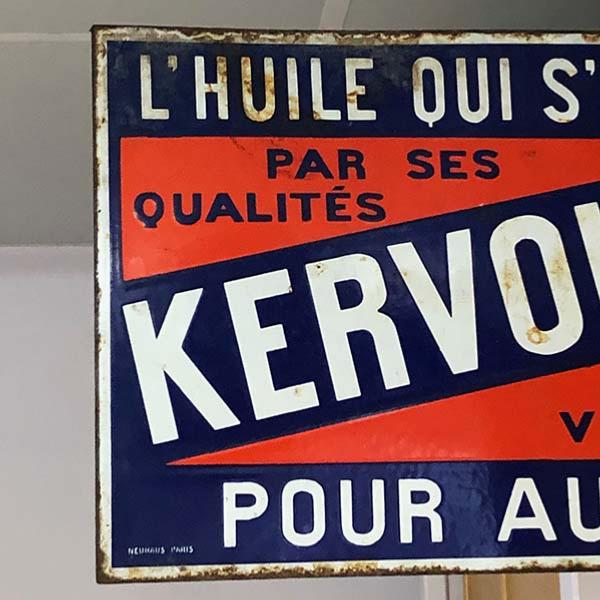 L'HUILE QUI S'
PAR SES
QUALITÉS
KERVO
V
POUR AU
NEUHAUS PARIS